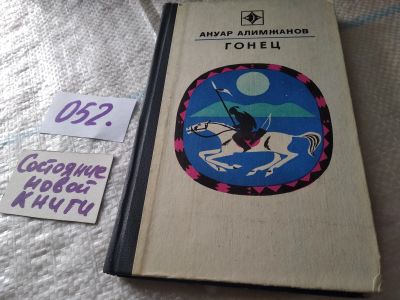 АНУАР АЛИМЖАНОВ
ГОНЕЦ
052.
Состояние
новой
книги